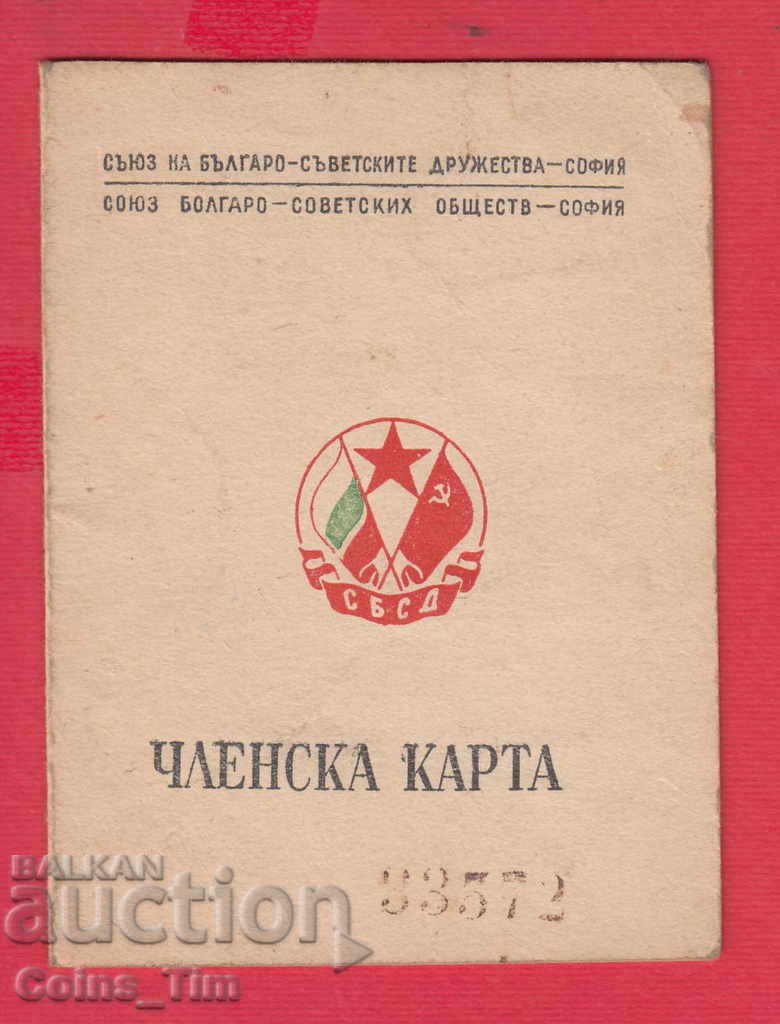 СЪЮЗ НА БЪЛГАРО-СЪВЕТСКИТЕ ДРУЖЕСТВА—СОФИЯ
СОЮЗ БОЛГАРО—СОВЕТСКИХ ОБЩЕСТВ—СОФИЯ
СБСД
ЧЛЕНСКА КАРТА
33572
BALKAN
auction
Coins_Tim